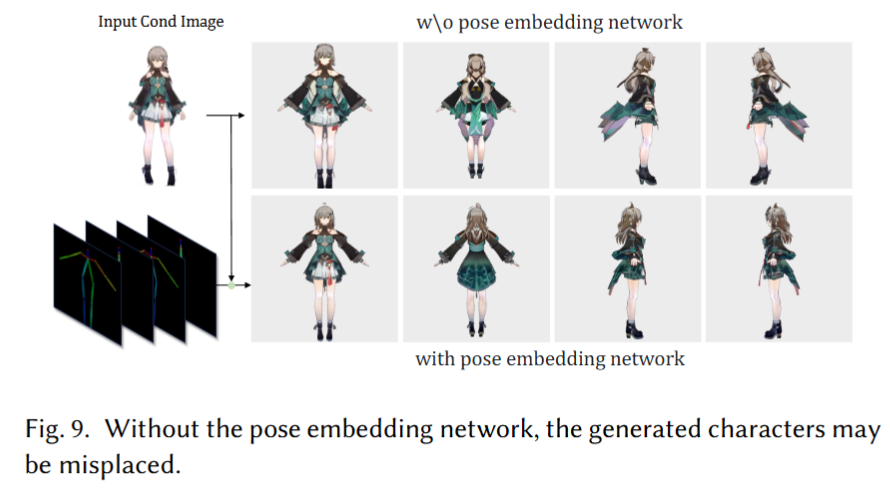 Input Cond Image
w\o pose embedding network
with pose embedding network
Fig. 9. Without the pose embedding network, the generated characters may
be misplaced.